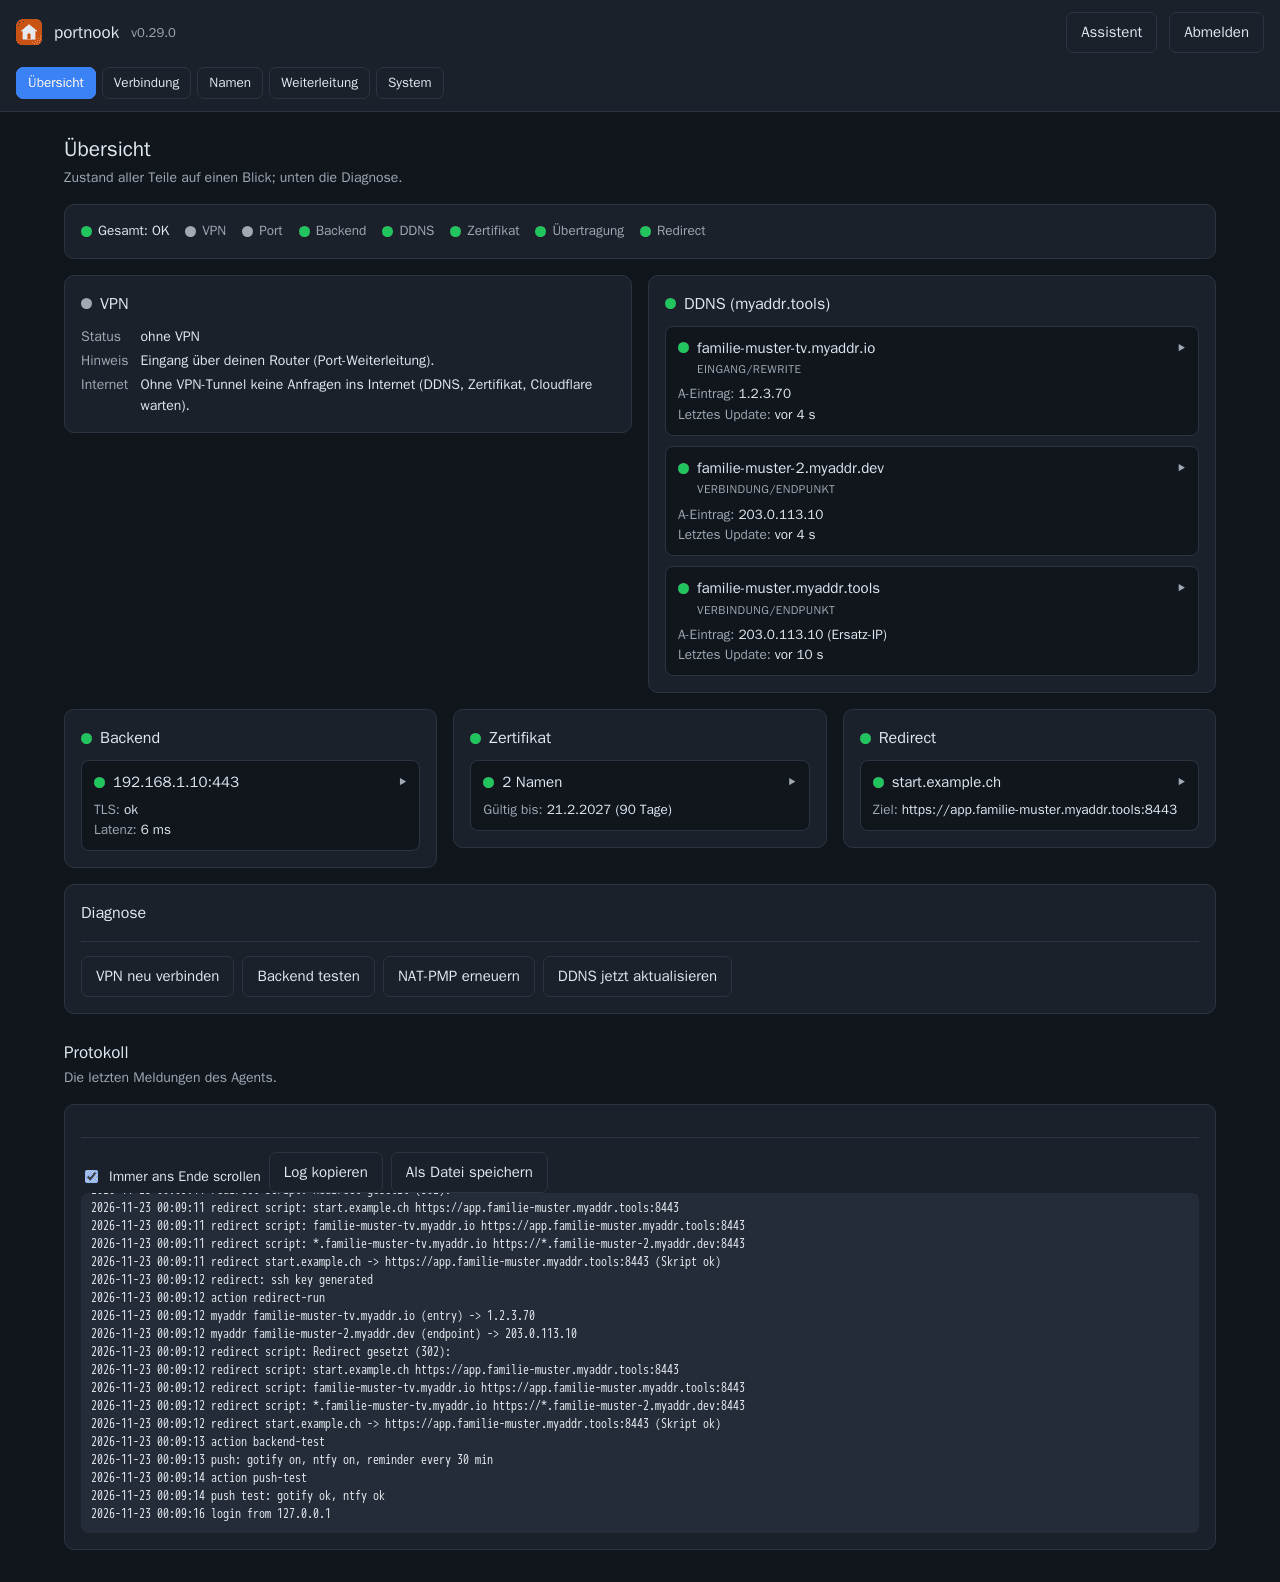 portnook v0.29.0
Assistent
Abmelden
Übersicht
Verbindung
Namen
Weiterleitung
System
Übersicht
Zustand aller Teile auf einen Blick; unten die Diagnose.
Gesamt: OK
VPN
Port
Backend
DDNS
Zertifikat
Übertragung
Redirect
VPN
Status ohne VPN
Hinweis Eingang über deinen Router (Port-Weiterleitung).
Internet Ohne VPN-Tunnel keine Anfragen ins Internet (DDNS, Zertifikat, Cloudflare
warten).
DDNS (myaddr.tools)
familie-muster-tv.myaddr.io
EINGANG/REWRITE
A-Eintrag: 1.2.3.70
Letztes Update: vor 4 s
familie-muster-2.myaddr.dev
VERBINDUNG/ENDPUNKT
A-Eintrag: 203.0.113.10
Letztes Update: vor 4 s
familie-muster.myaddr.tools
VERBINDUNG/ENDPUNKT
A-Eintrag: 203.0.113.10 (Ersatz-IP)
Letztes Update: vor 10 s
Backend
192.168.1.10:443
TLS: ok
Latenz: 6 ms
Zertifikat
2 Namen
Gültig bis: 21.2.2027 (90 Tage)
Redirect
start.example.ch
Ziel: https://app.familie-muster.myaddr.tools:8443
Diagnose
VPN neu verbinden
Backend testen
NAT-PMP erneuern
DDNS jetzt aktualisieren
Protokoll
Die letzten Meldungen des Agents.
Immer ans Ende scrollen
Log kopieren
Als Datei speichern
2026-11-23 00:09:11 redirect script: start.example.ch https://app.familie-muster.myaddr.tools:8443
2026-11-23 00:09:11 redirect script: familie-muster-tv.myaddr.io https://app.familie-muster.myaddr.tools:8443
2026-11-23 00:09:11 redirect script: *.familie-muster-tv.myaddr.io https://*.familie-muster-2.myaddr.dev:8443
2026-11-23 00:09:11 redirect start.example.ch -> https://app.familie-muster.myaddr.tools:8443 (Skript ok)
2026-11-23 00:09:12 redirect: ssh key generated
2026-11-23 00:09:12 action redirect-run
2026-11-23 00:09:12 myaddr familie-muster-tv.myaddr.io (entry) -> 1.2.3.70
2026-11-23 00:09:12 myaddr familie-muster-2.myaddr.dev (endpoint) -> 203.0.113.10
2026-11-23 00:09:12 redirect script: Redirect gesetzt (302):
2026-11-23 00:09:12 redirect script: start.example.ch https://app.familie-muster.myaddr.tools:8443
2026-11-23 00:09:12 redirect script: familie-muster-tv.myaddr.io https://app.familie-muster.myaddr.tools:8443
2026-11-23 00:09:12 redirect script: *.familie-muster-tv.myaddr.io https://*.familie-muster-2.myaddr.dev:8443
2026-11-23 00:09:12 redirect start.example.ch -> https://app.familie-muster.myaddr.tools:8443 (Skript ok)
2026-11-23 00:09:13 action backend-test
2026-11-23 00:09:13 push: gotify on, ntfy on, reminder every 30 min
2026-11-23 00:09:14 action push-test
2026-11-23 00:09:14 push test: gotify ok, ntfy ok
2026-11-23 00:09:16 login from 127.0.0.1